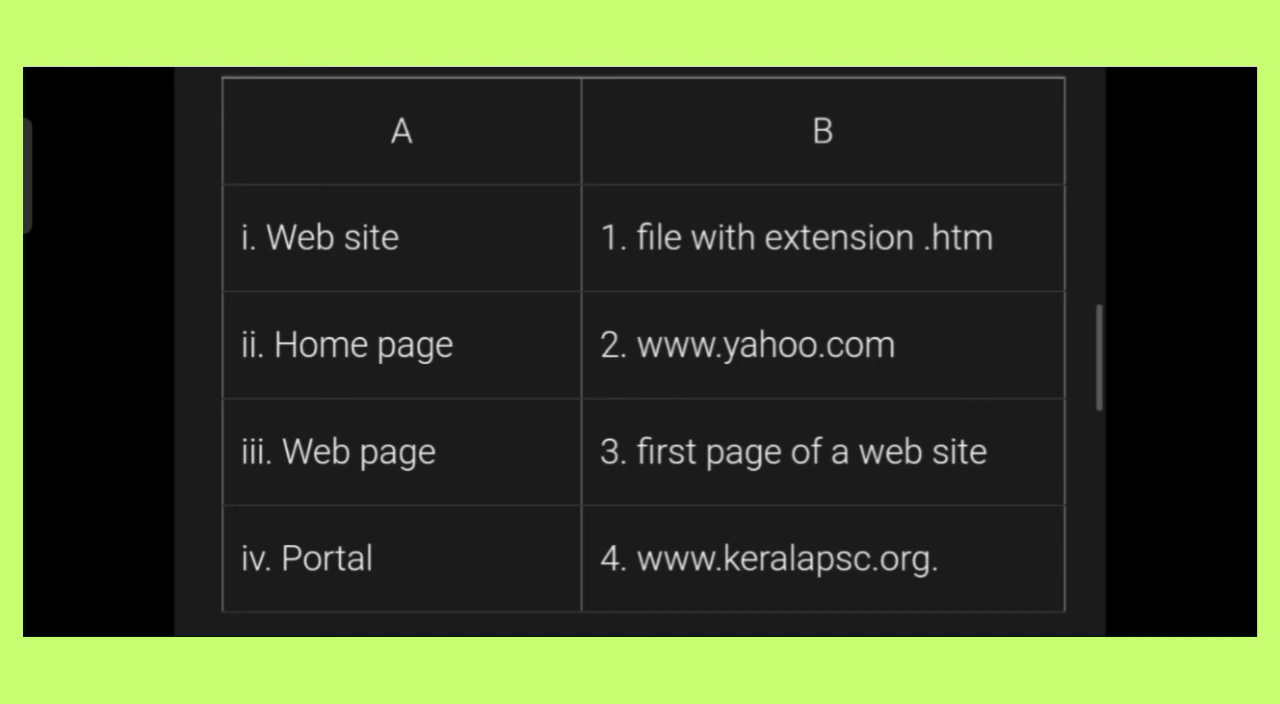 A B
i. Web site 1. file with extension .htm
ii. Home page 2. www.yahoo.com
iii. Web page 3. first page of a web site
iv. Portal 4. www.keralapsc.org.